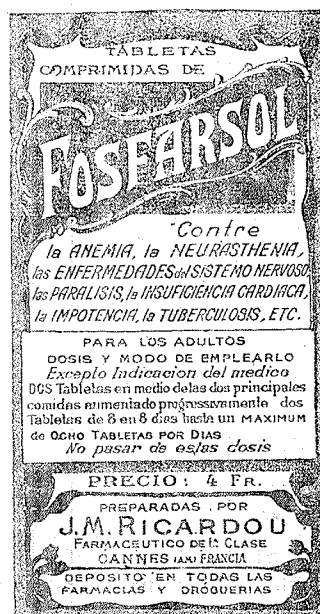 TABLETAS
COMPRIMIDAS DE
FOSFARSOL
Contre
la ANEMIA, la NEURASTHENIA,
las ENFERMEDADES del SISTEMO NERVOSO
las PARALISIS, la INSUFICIENCIA CARDIACA,
la IMPOTENCIA, la TUBERCULOSIS, ETC.
PARA LOS ADULTOS
DOSIS Y MODO DE EMPLEARLO
Excepto Indicacion del medico
DOS Tabletas en medio de las dos principales
comidas aumentado progressivamente dos
Tabletas de 8 en 8 dias hasta un MAXIMUM
de OCHO TABLETAS POR DIAS
No pasar de estas dosis
PRECIO: 4 FR.
PREPARADAS POR
J.M. RICARDOU
FARMACEUTICO DE 1a CLASE
CANNES (AM) FRANCIA
DEPOSITO EN TODAS LAS
FARMACIAS Y DROGUERIAS